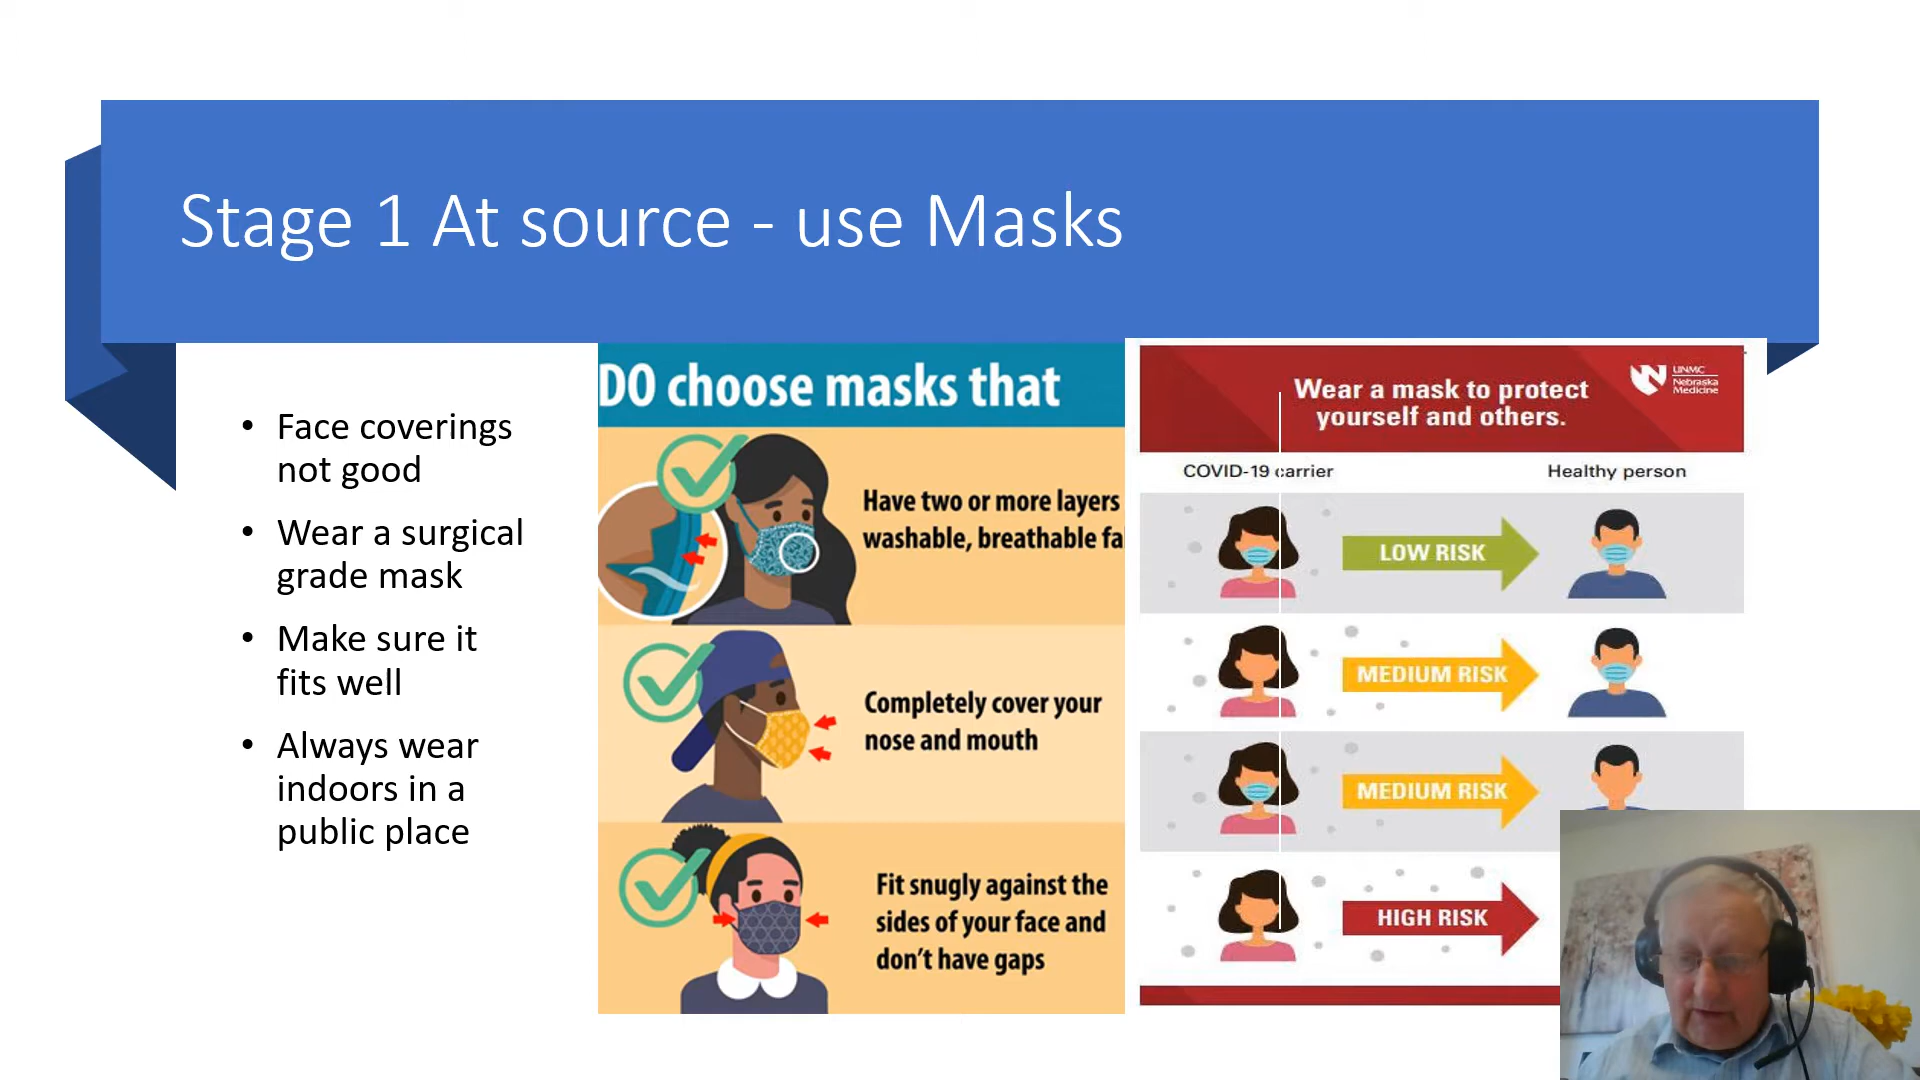 Stage 1 At source - use Masks
• Face coverings
not good
• Wear a surgical
grade mask
• Make sure it
fits well
• Always wear
indoors in a
public place
DO choose masks that
Have two or more layers
washable, breathable fa
Completely cover your
nose and mouth
Fit snugly against the
sides of your face and
don't have gaps
Wear a mask to protect
yourself and others.
UNMC
Nebraska
Medicine
COVID-19 carrier
Healthy person
LOW RISK
MEDIUM RISK
MEDIUM RISK
HIGH RISK